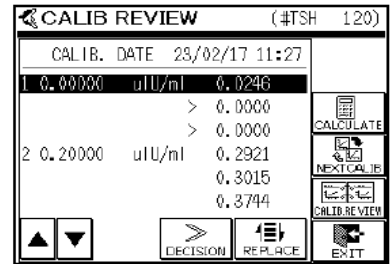 CALIB REVIEW (#TSH 120)
CALIB. DATE 23/02/17 11:27
1 0.00000 uIU/ml 0.0246
> 0.0000
> 0.0000
2 0.20000 uIU/ml 0.2921
0.3015
0.3744
CALCULATE
NEXTCALIB
CALIB.REVIEW
DECISION
REPLACE
EXIT